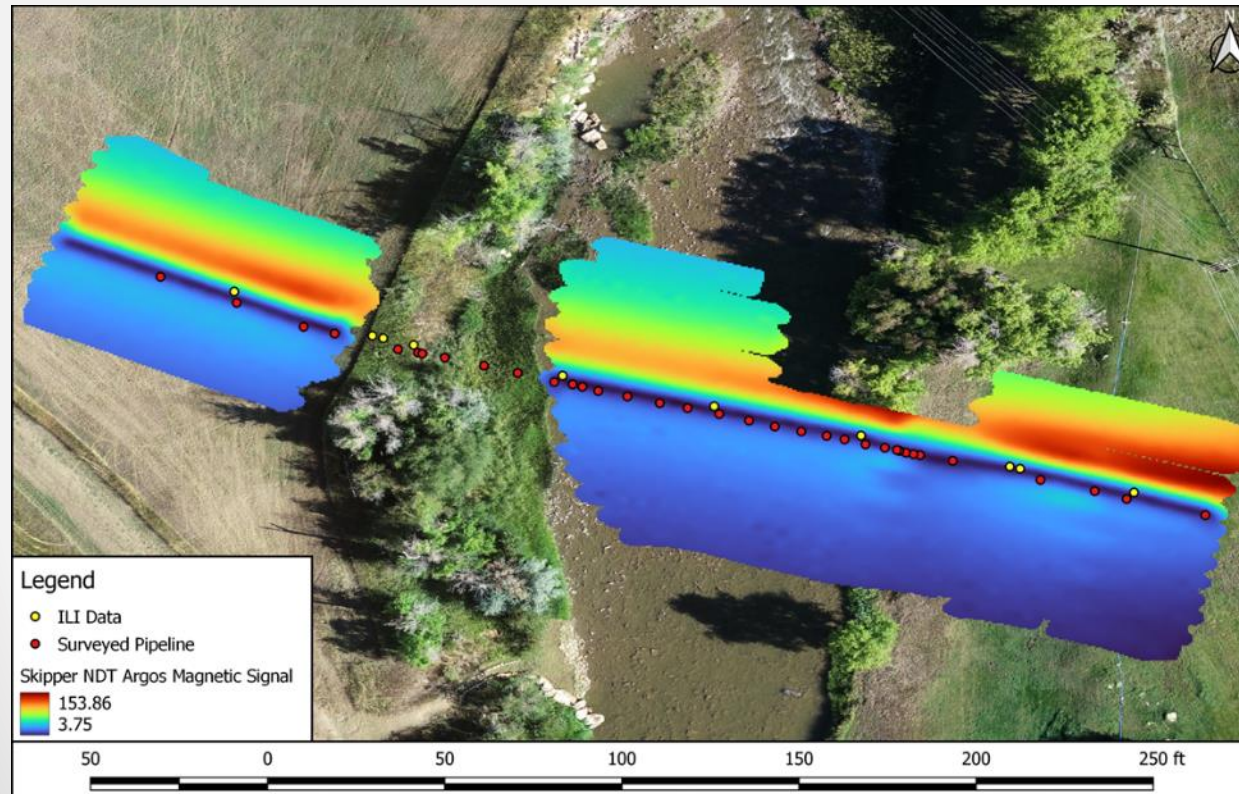 N
Legend
ILI Data
Surveyed Pipeline
Skipper NDT Argos Magnetic Signal
153.86
3.75
50 0 50 100 150 200 250 ft